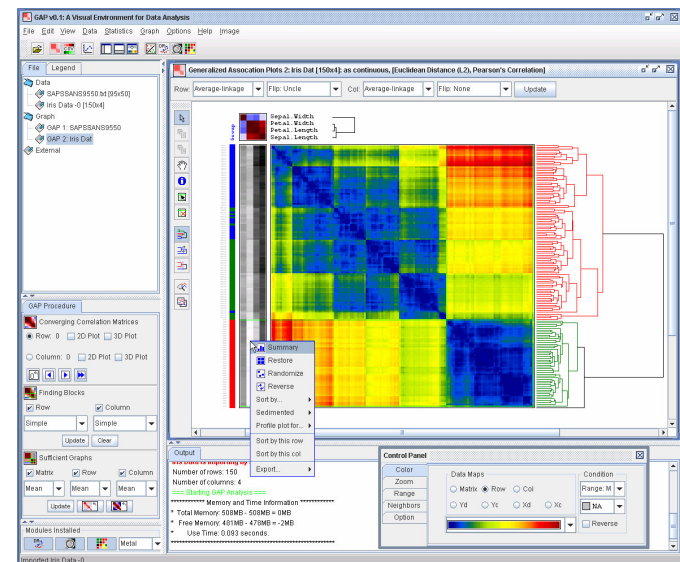 GAP v0.1: A Visual Environment for Data Analysis
File Edit View Data Statistics Graph Options Help Image
File Legend
Data
SAPSSANS9550.txt [95x50]
Iris Data -0 [150x4]
Graph
GAP 1: SAPSSANS9550
GAP 2: Iris Dat
External
GAP Procedure
Converging Correlation Matrices
Row: 0 2D Plot 3D Plot
Column: 0 2D Plot 3D Plot
Finding Blocks
Row Column
Simple Simple
Update Clear
Sufficient Graphs
Matrix Row Column
Mean Mean Mean
Update
Modules Installed
Metal
Imported Iris Data -0
Generalized Assocation Plots 2: Iris Dat [150x4]: as continuous, [Euclidean Distance (L2), Pearson's Correlation]
Row: Average-linkage Flip: Uncle Col: Average-linkage Flip: None Update
Group
Sepal.Width
Petal.Width
Petal.Length
Sepal.Length
Summary
Restore
Randomize
Reverse
Sort by...
Sedimented
Profile plot for...
Sort by this row
Sort by this col
Export...
Output
Iris Data is importing by
Number of rows: 150
Number of columns: 4
=== Starting GAP Analysis ===
************ Memory and Time Information ************
* Total Memory: 508MB - 508MB = 0MB
* Free Memory: 481MB - 478MB = -2MB
* Use Time: 0.093 seconds.
Control Panel
Color
Zoom
Range
Neighbors
Option
Data Maps
Matrix Row Col
Yd Yc Xd Xc
Condition
Range: M
NA
Reverse